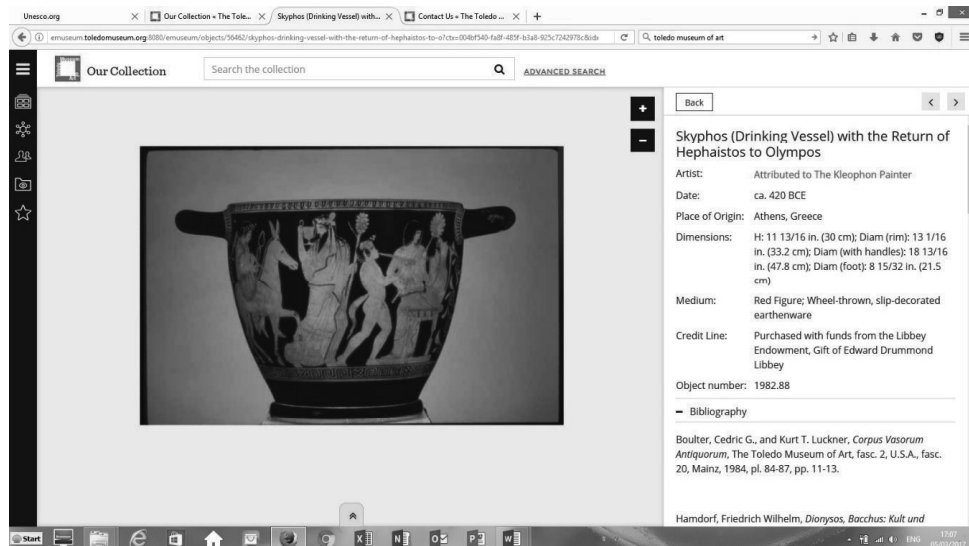 Unesco.org
Our Collection « The Tole...
Skyphos (Drinking Vessel) with...
Contact Us « The Toledo ...
emuseum.toledomuseum.org:8080/emuseum/objects/56462/skyphos-drinking-vessel-with-the-return-of-hephaistos-to-o?ctx=
toledo museum of art
Our Collection
Search the collection
ADVANCED SEARCH
Back
Skyphos (Drinking Vessel) with the Return of
Hephaistos to Olympos
Artist: Attributed to The Kleophon Painter
Date: ca. 420 BCE
Place of Origin: Athens, Greece
Dimensions: H: 11 13/16 in. (30 cm); Diam (rim): 13 1/16
in. (33.2 cm); Diam (with handles): 18 13/16
in. (47.8 cm); Diam (foot): 8 15/32 in. (21.5
cm)
Medium: Red Figure; Wheel-thrown, slip-decorated
earthenware
Credit Line: Purchased with funds from the Libbey
Endowment, Gift of Edward Drummond
Libbey
Object number: 1982.88
Bibliography
Boulter, Cedric G., and Kurt T. Luckner, Corpus Vasorum
Antiquorum, The Toledo Museum of Art, fasc. 2, U.S.A., fasc.
20, Mainz, 1984, pl. 84-87, pp. 11-13.
Hamdorf, Friedrich Wilhelm, Dionysos, Bacchus: Kult und
Start
ENG
17:07
05/07/2017